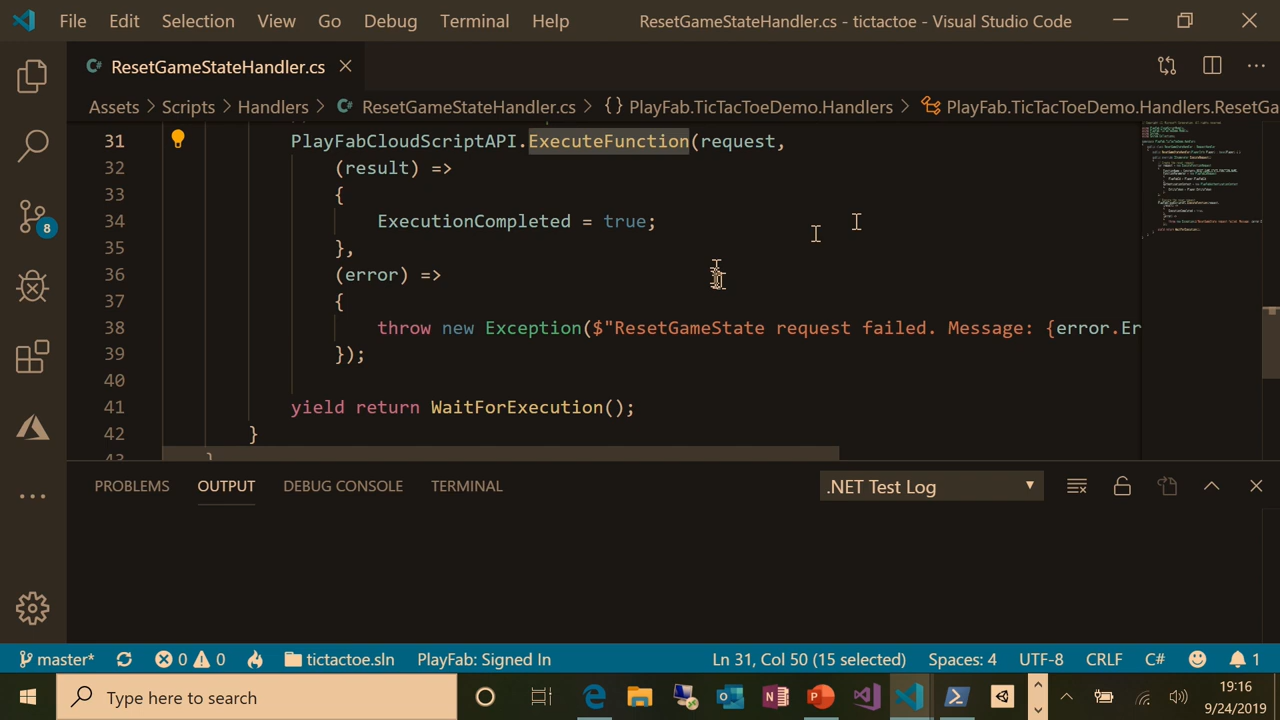 File Edit Selection View Go Debug Terminal Help ResetGameStateHandler.cs - tictactoe - Visual Studio Code
C# ResetGameStateHandler.cs
Assets > Scripts > Handlers > C# ResetGameStateHandler.cs > {} PlayFab.TicTacToeDemo.Handlers > PlayFab.TicTacToeDemo.Handlers.ResetGa
31 PlayFabCloudScriptAPI.ExecuteFunction(request,
32 (result) =>
33 {
34 ExecutionCompleted = true;
35 },
36 (error) =>
37 {
38 throw new Exception($"ResetGameState request failed. Message: {error.Er
39 });
40
41 yield return WaitForExecution();
42 }
43 }
8
PROBLEMS OUTPUT DEBUG CONSOLE TERMINAL .NET Test Log
master* 0 0 tictactoe.sln PlayFab: Signed In Ln 31, Col 50 (15 selected) Spaces: 4 UTF-8 CRLF C# 1
Type here to search
19:16
9/24/2019